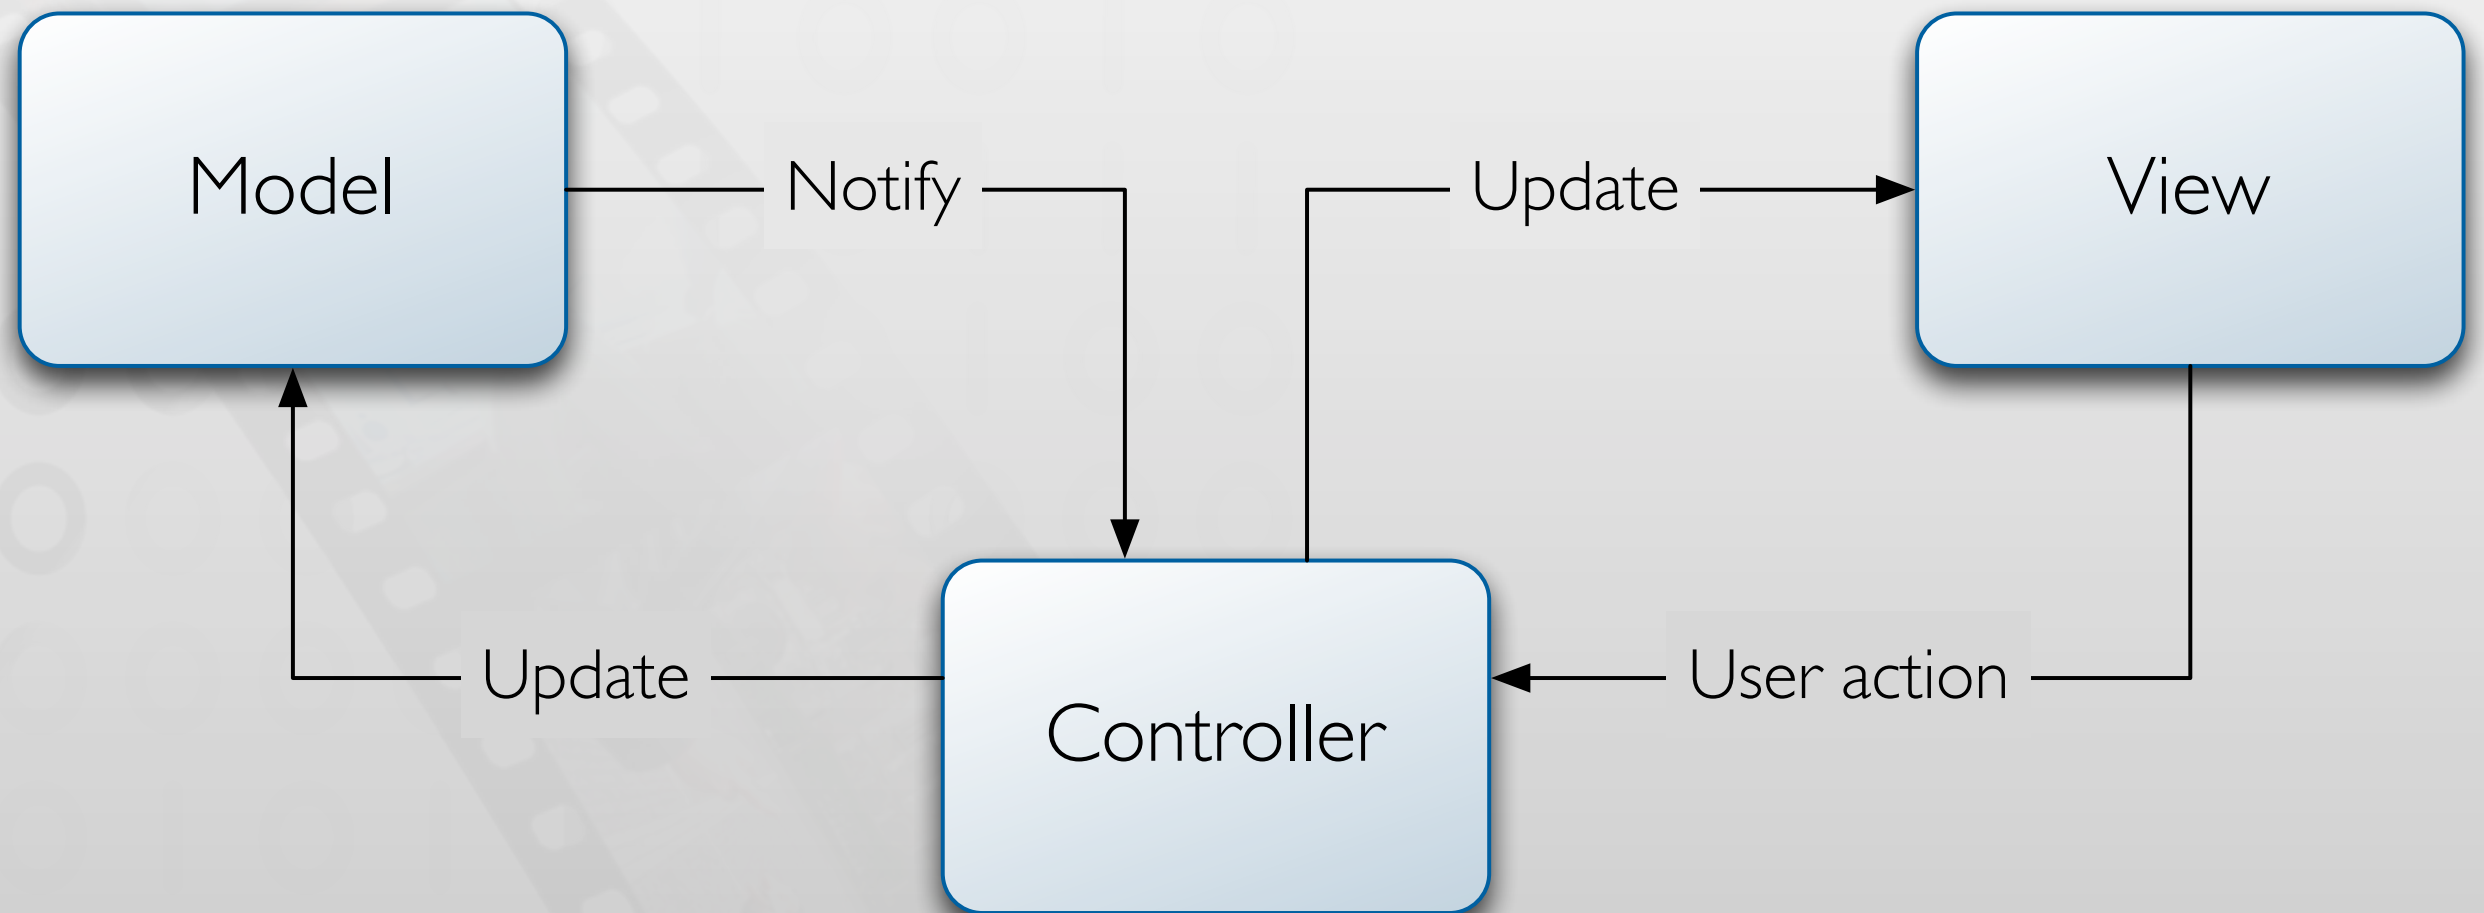 Model
Notify
Update
View
Update
Controller
User action